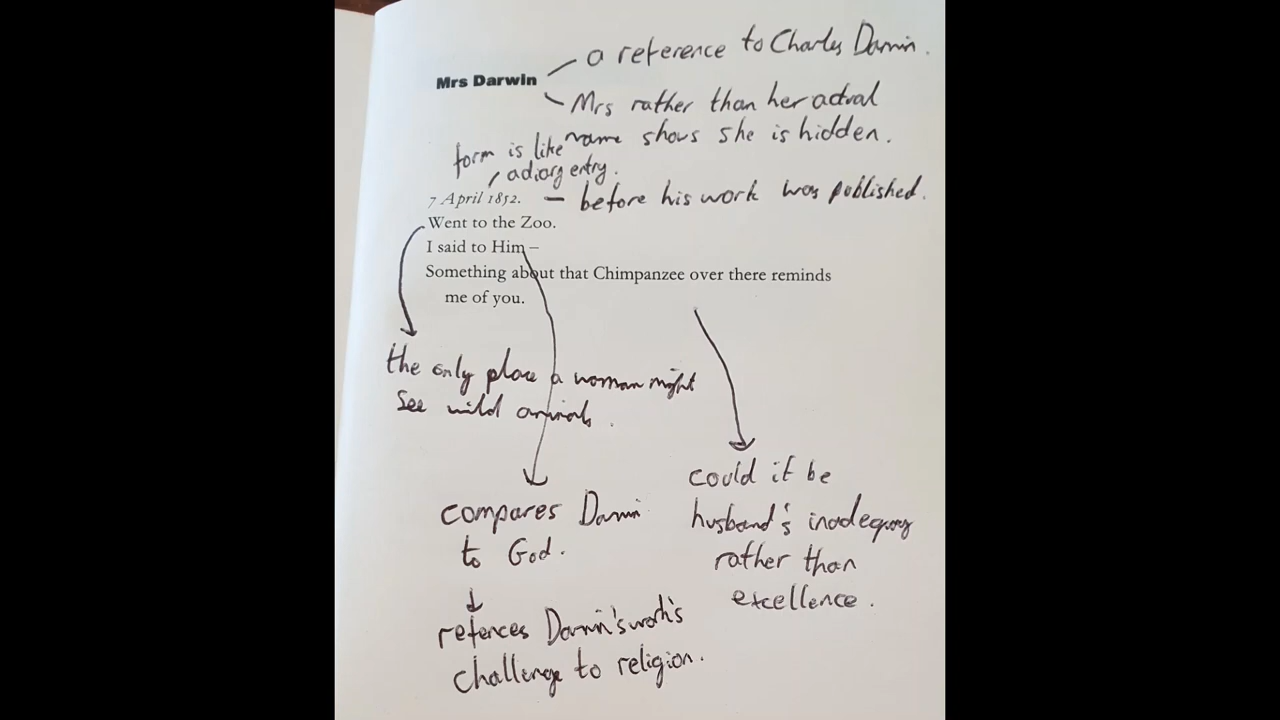 a reference to Charles Darwin.
Mrs Darwin
Mrs rather than her actual
name shows she is hidden.
form is like
a diary entry.
7 April 1852.
– before his work was published.
Went to the Zoo.
I said to Him –
Something about that Chimpanzee over there reminds
me of you.
the only place a woman might
see wild animals.
compares Darwin
to God.
refences Darwin's work's
challenge to religion.
could it be
husband's inadequacy
rather than
excellence.